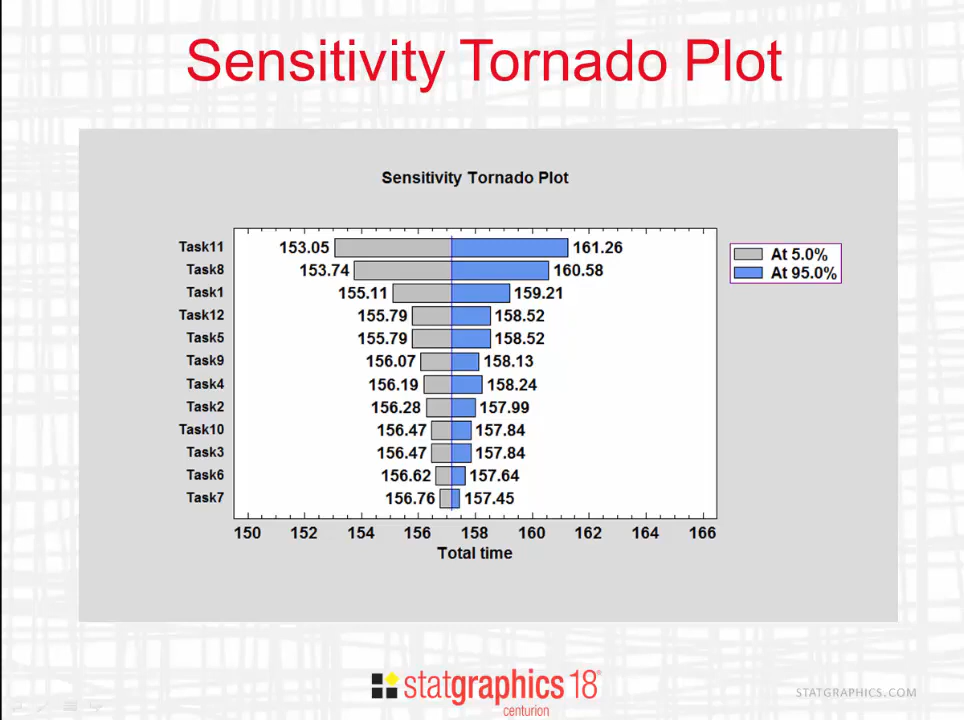 Sensitivity Tornado Plot
Sensitivity Tornado Plot
Task11 153.05 161.26
Task8 153.74 160.58
Task1 155.11 159.21
Task12 155.79 158.52
Task5 155.79 158.52
Task9 156.07 158.13
Task4 156.19 158.24
Task2 156.28 157.99
Task10 156.47 157.84
Task3 156.47 157.84
Task6 156.62 157.64
Task7 156.76 157.45
At 5.0%
At 95.0%
150 152 154 156 158 160 162 164 166
Total time
statgraphics 18®
centurion
STATGRAPHICS.COM